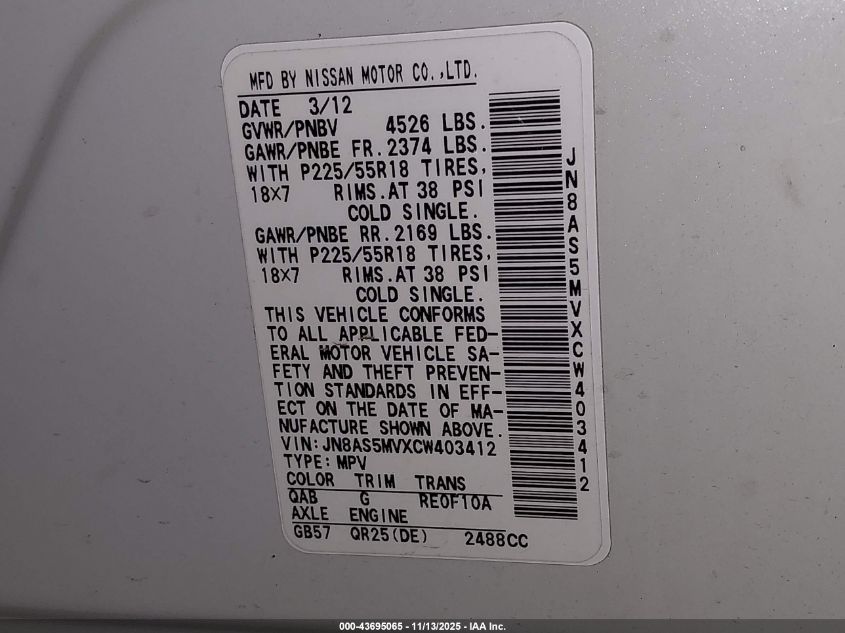 MFD BY NISSAN MOTOR CO.,LTD.
DATE 3/12
GVWR/PNBV 4526 LBS.
GAWR/PNBE FR.2374 LBS.
WITH P225/55R18 TIRES,
18X7 RIMS.AT 38 PSI
COLD SINGLE.
GAWR/PNBE RR.2169 LBS.
WITH P225/55R18 TIRES,
18X7 RIMS.AT 38 PSI
COLD SINGLE.
THIS VEHICLE CONFORMS
TO ALL APPLICABLE FED-
ERAL MOTOR VEHICLE SA-
FETY AND THEFT PREVEN-
TION STANDARDS IN EFF-
ECT ON THE DATE OF MA-
NUFACTURE SHOWN ABOVE.
VIN:JN8AS5MVXCW403412
TYPE:MPV
COLOR TRIM TRANS
QAB G RE0F10A
AXLE ENGINE
GB57 QR25(DE) 2488CC
JN8AS5MVXCW403412
000-43695065 - 11/13/2025 - IAA Inc.